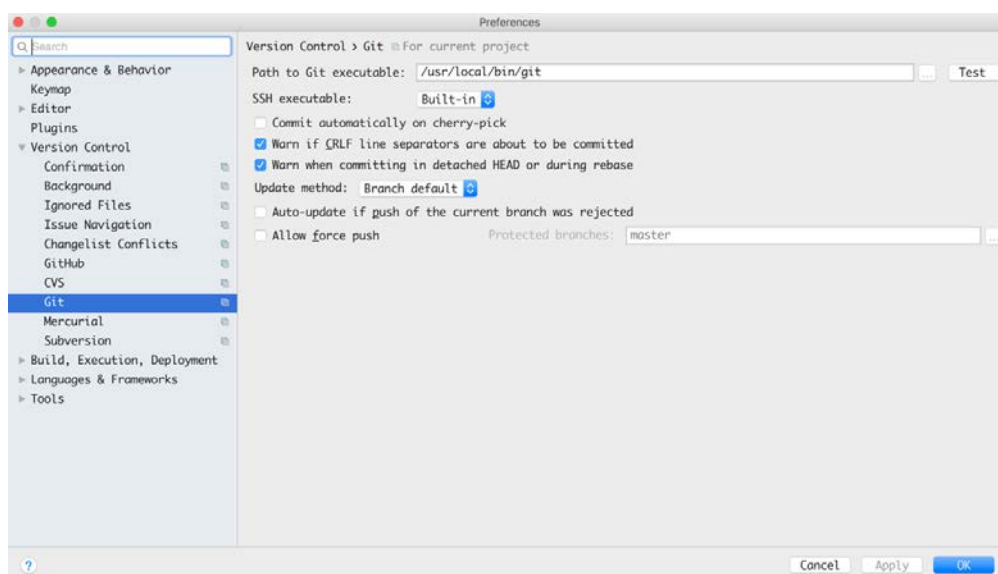 Preferences
Search
Appearance & Behavior
Keymap
Editor
Plugins
Version Control
Confirmation
Background
Ignored Files
Issue Navigation
Changelist Conflicts
GitHub
CVS
Git
Mercurial
Subversion
Build, Execution, Deployment
Languages & Frameworks
Tools
Version Control › Git For current project
Path to Git executable: /usr/local/bin/git ... Test
SSH executable: Built-in
Commit automatically on cherry-pick
Warn if CRLF line separators are about to be committed
Warn when committing in detached HEAD or during rebase
Update method: Branch default
Auto-update if push of the current branch was rejected
Allow force push Protected branches: master ...
? Cancel Apply OK